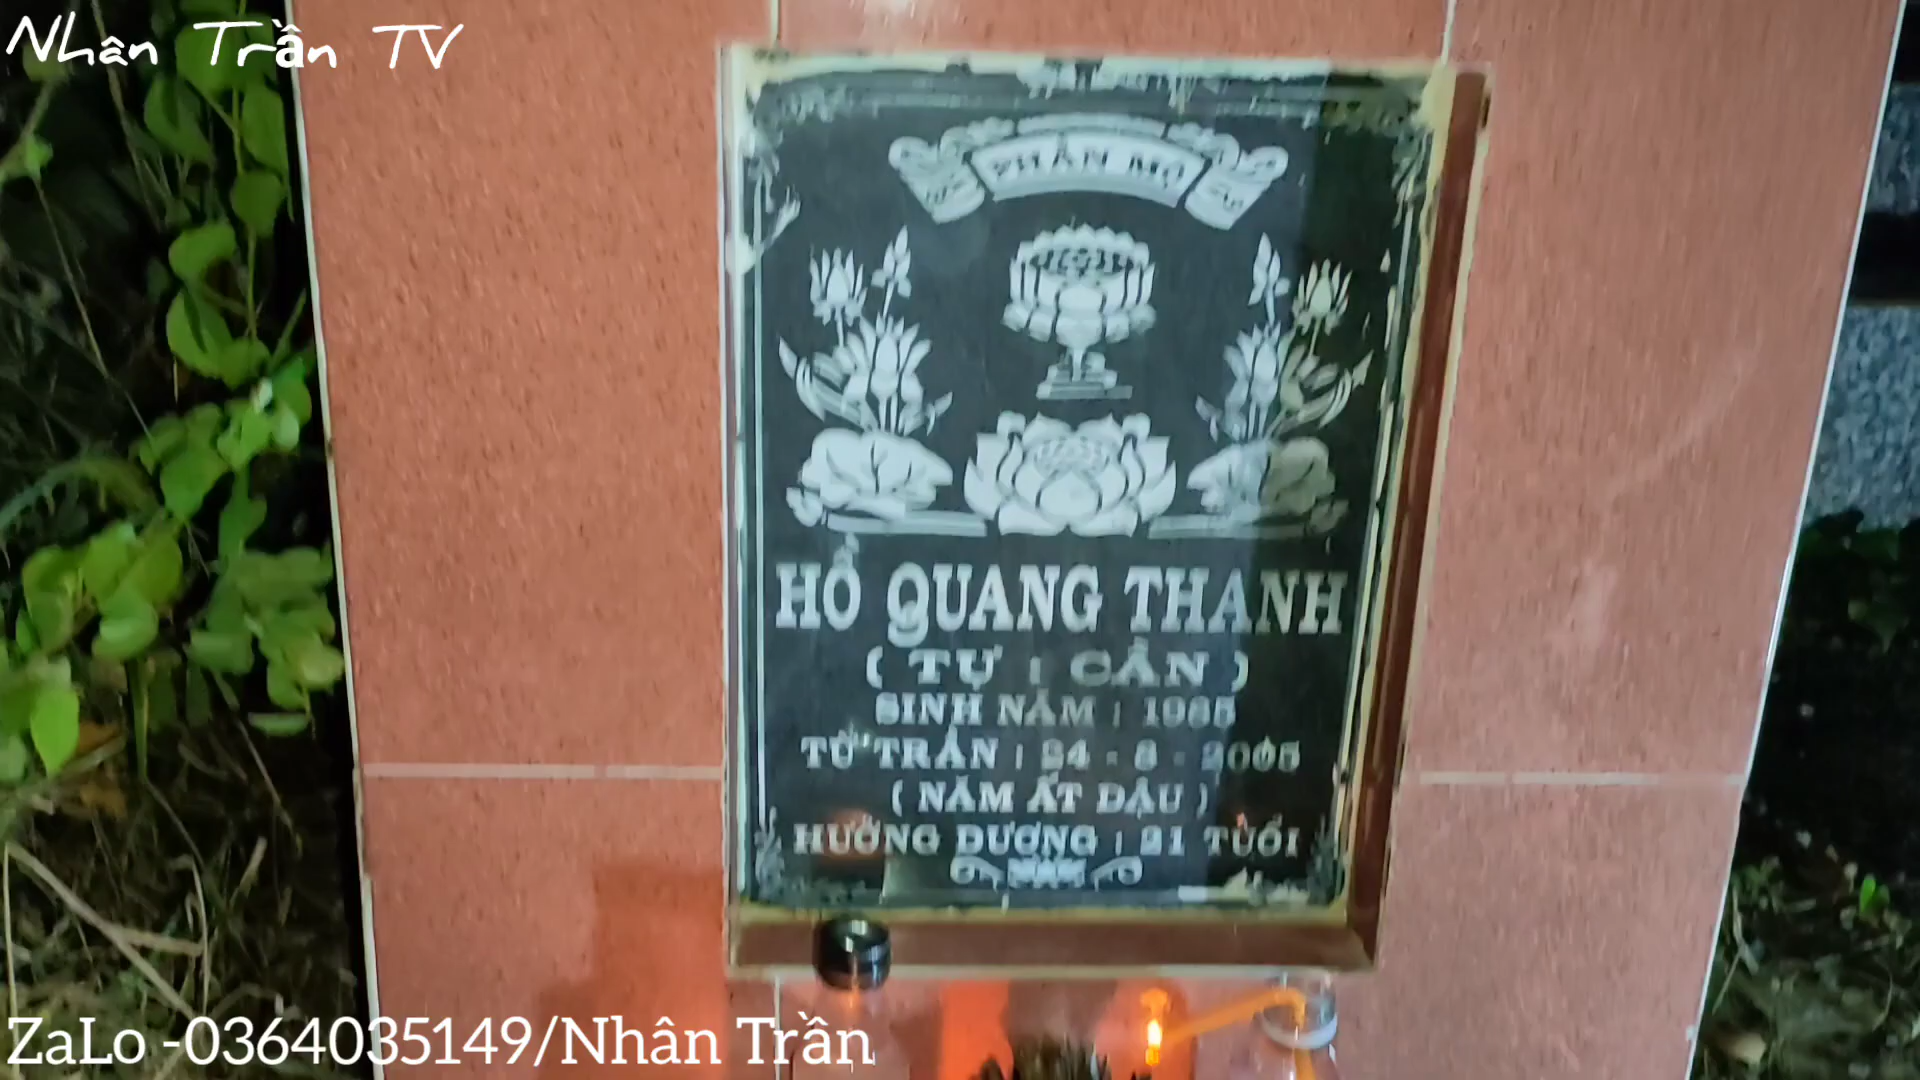 Nhân Trần TV
PHẦN MỘ
HỒ QUANG THANH
( TỰ : CẦN )
SINH NĂM : 1985
TỪ TRẦN : 24 - 8 - 2005
( NĂM ẤT DẬU )
HƯỞNG DƯƠNG : 21 TUỔI
ZaLo -0364035149/Nhân Trần